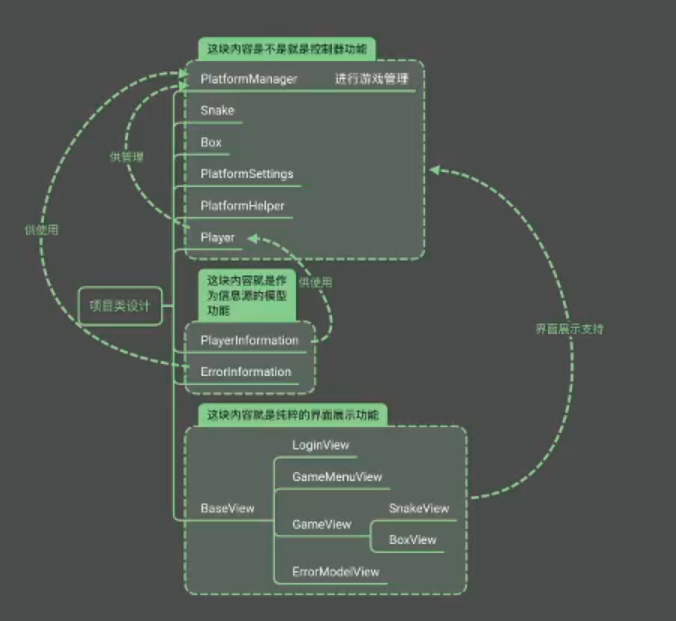 这块内容是不是就是控制器功能
PlatformManager 进行游戏管理
Snake
Box
供管理
PlatformSettings
PlatformHelper
供使用
Player
这块内容就是作
为信息源的模型
功能
供使用
项目类设计
界面展示支持
PlayerInformation
ErrorInformation
这块内容就是纯粹的界面展示功能
LoginView
GameMenuView
BaseView
SnakeView
GameView
BoxView
ErrorModelView